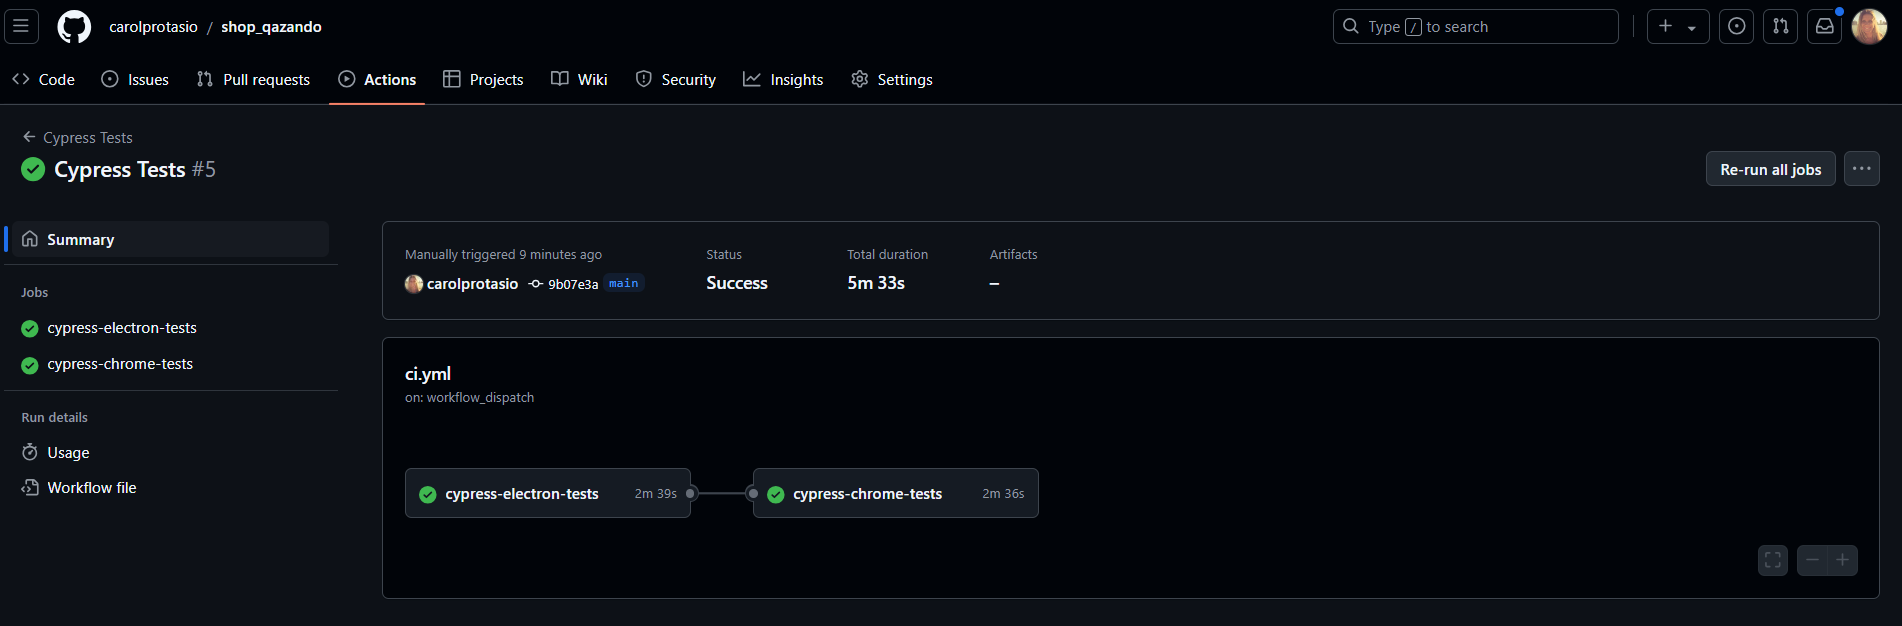 carolprotasio / shop_qazando
Type / to search
Code Issues Pull requests Actions Projects Wiki Security Insights Settings
Cypress Tests
Cypress Tests #5
Re-run all jobs
Summary
Jobs
cypress-electron-tests
cypress-chrome-tests
Run details
Usage
Workflow file
Manually triggered 9 minutes ago
carolprotasio 9b07e3a main
Status
Success
Total duration
5m 33s
Artifacts
–
ci.yml
on: workflow_dispatch
cypress-electron-tests 2m 39s
cypress-chrome-tests 2m 36s